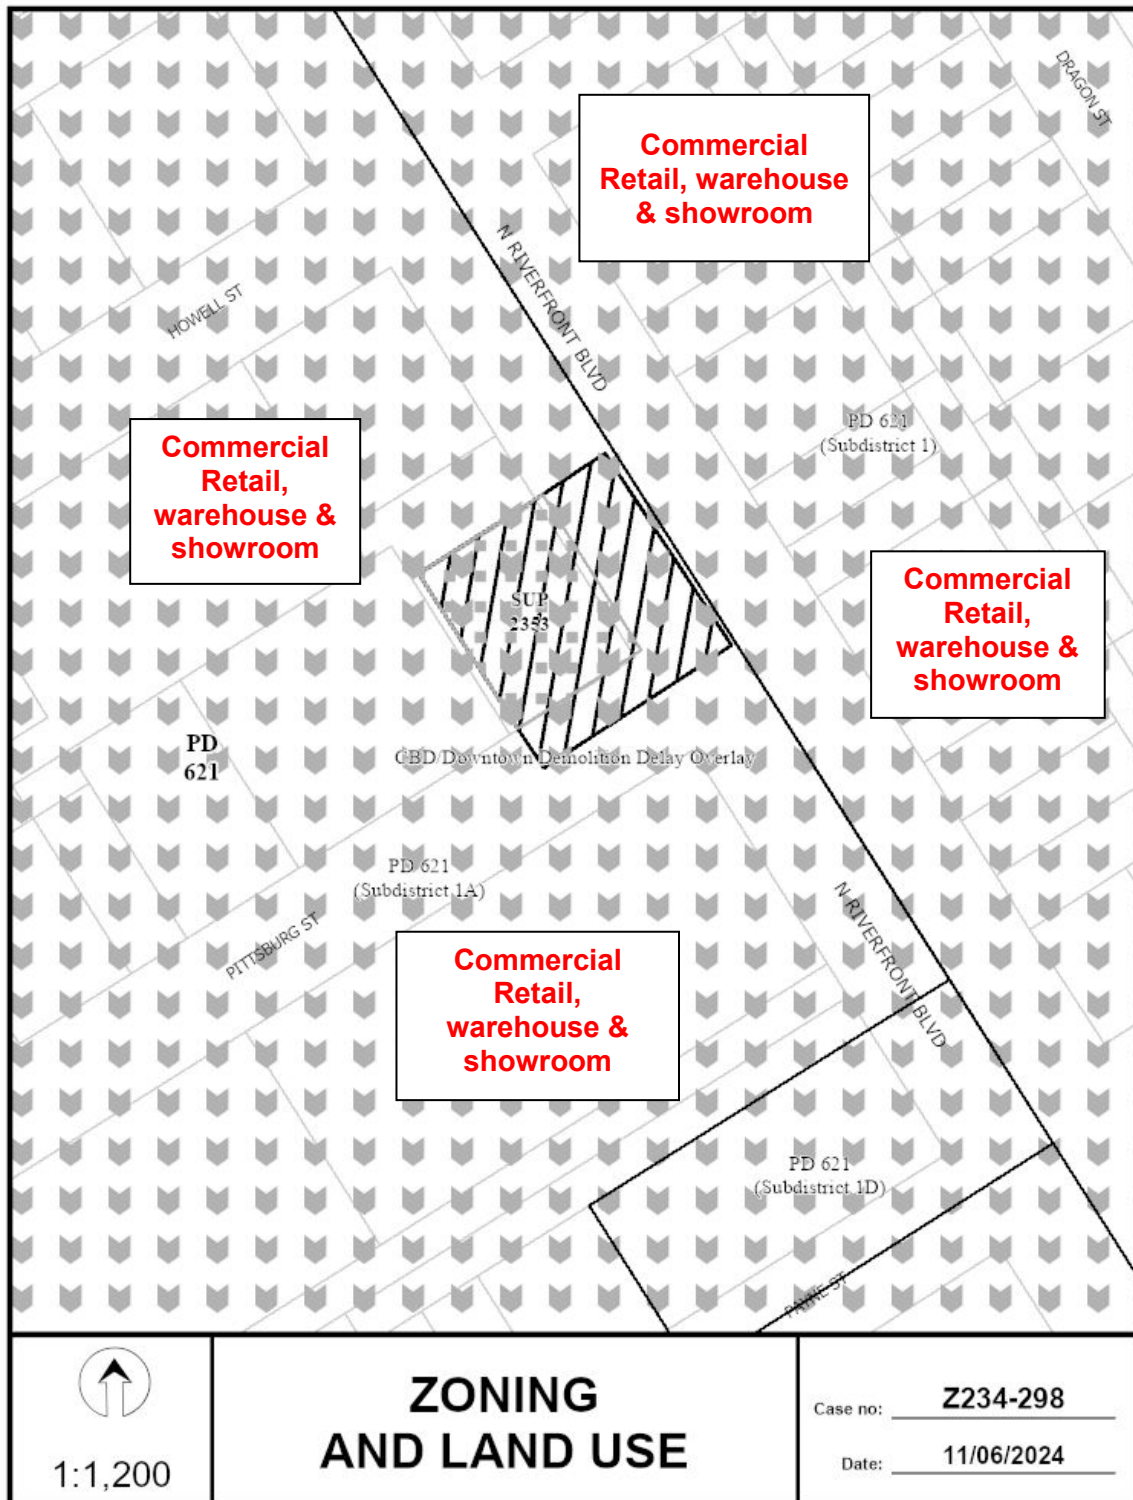 DRAGON ST
Commercial
Retail, warehouse
& showroom
N RIVERFRONT BLVD
HOWELL ST
PD 621
(Subdistrict 1)
Commercial
Retail,
warehouse &
showroom
Commercial
Retail,
warehouse &
showroom
SUP
2353
PD
621
CBD/Downtown Demolition Delay Overlay
PD 621
(Subdistrict 1A)
N RIVERFRONT BLVD
PITTSBURG ST
Commercial
Retail,
warehouse &
showroom
PD 621
(Subdistrict 1D)
PAYNE ST
1:1,200
ZONING
AND LAND USE
Case no: Z234-298
Date: 11/06/2024